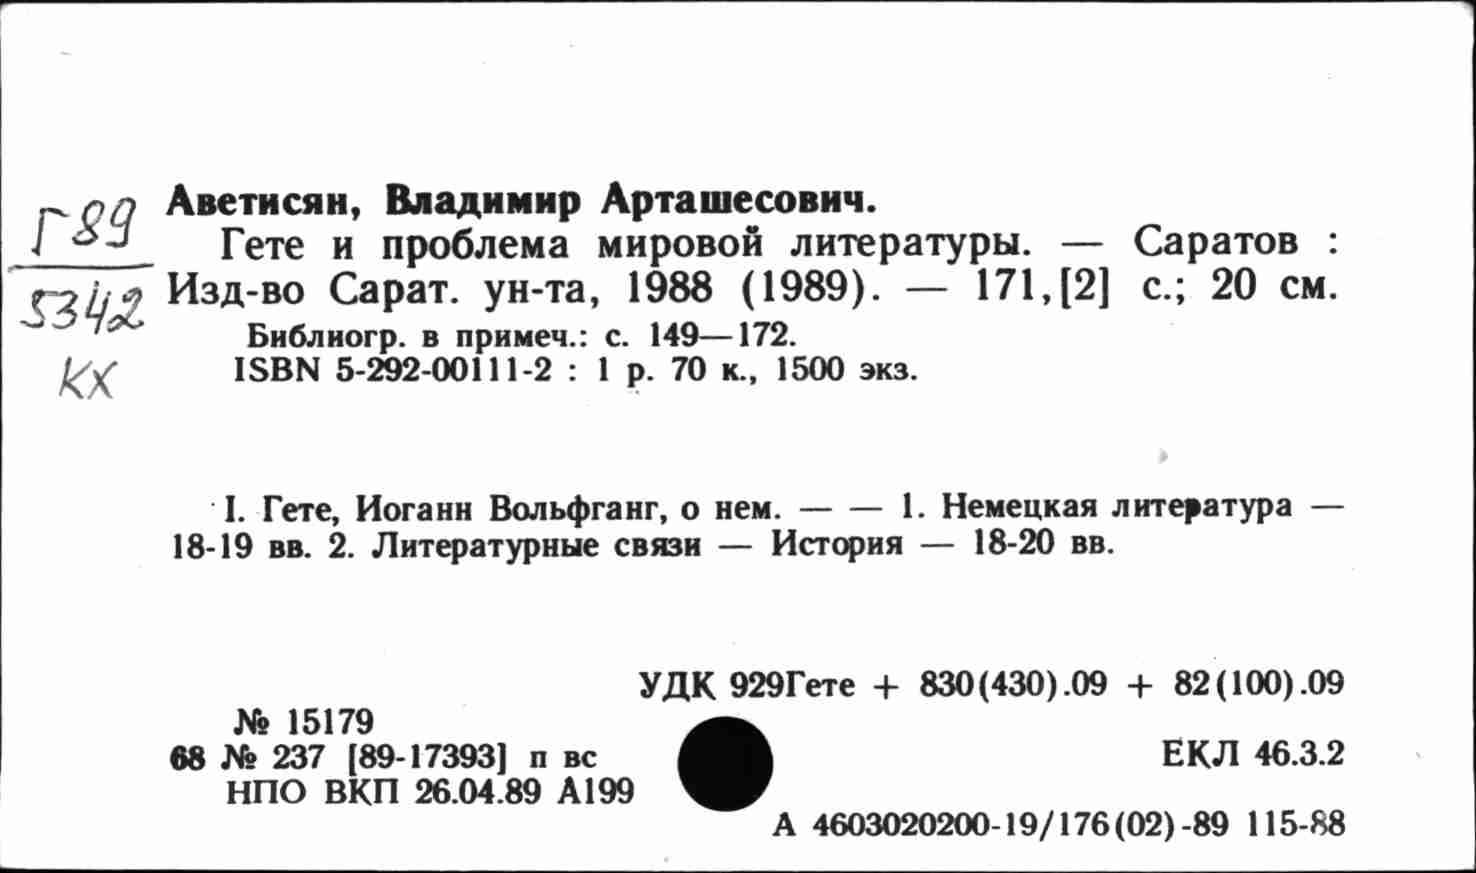 Г89
5342
КХ
Аветисян, Владимир Арташесович.
Гете и проблема мировой литературы. — Саратов :
Изд-во Сарат. ун-та, 1988 (1989). — 171,[2] с.; 20 см.
Библиогр. в примеч.: с. 149—172.
ISBN 5-292-00111-2 : 1 р. 70 к., 1500 экз.
I. Гете, Иоганн Вольфганг, о нем. — — 1. Немецкая литература —
18-19 вв. 2. Литературные связи — История — 18-20 вв.
УДК 929Гете + 830(430).09 + 82(100).09
№ 15179
68 № 237 [89-17393] п вс
ЕКЛ 46.3.2
НПО ВКП 26.04.89 А199
А 4603020200-19/176(02)-89 115-88